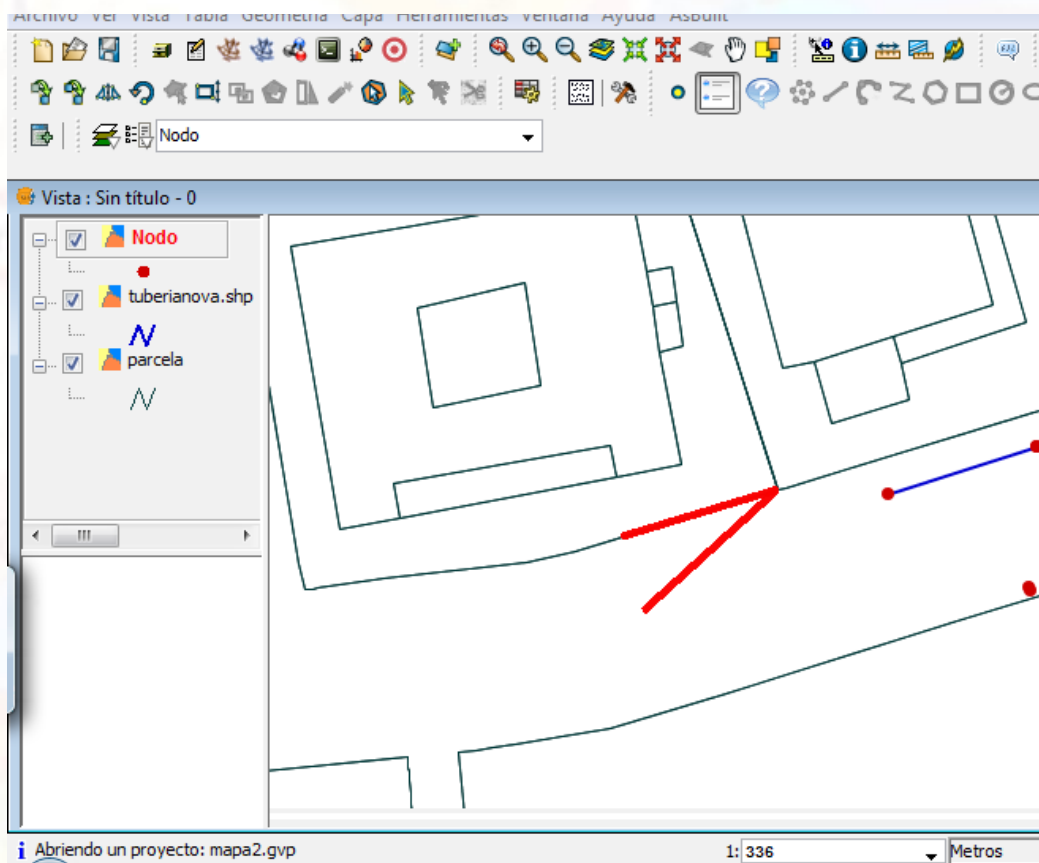 Archivo Ver Vista Tabla Geometría Capa Herramientas Ventana Ayuda AsBuilt
Nodo
Vista : Sin título - 0
Nodo
tuberianova.shp
parcela
Abriendo un proyecto: mapa2.gvp
1: 336
Metros